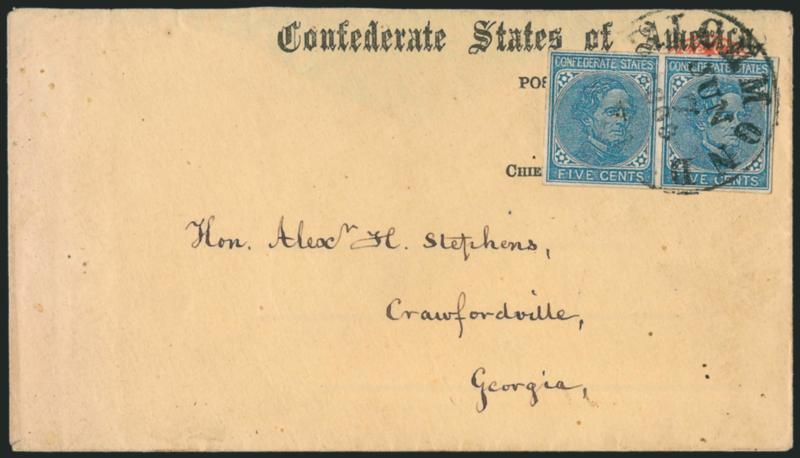 Confederate States of America,
POS
CHIE
CONFEDERATE STATES
FIVE CENTS
CONFEDERATE STATES
FIVE CENTS
RICHMOND
Hon. Alexr H. Stephens,
Crawfordville,
Georgia,